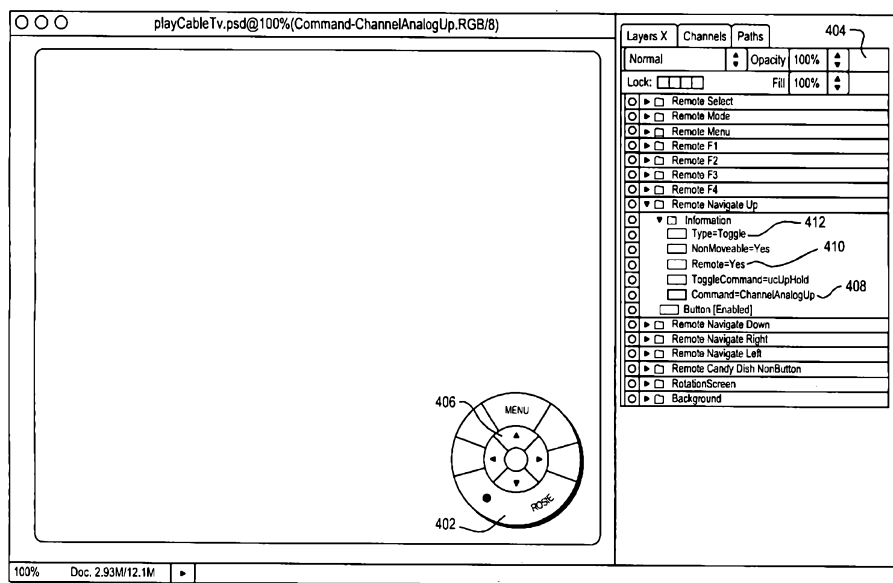 playCableTv.psd@100%(Command-ChannelAnalogUp.RGB/8)
Layers X Channels Paths
404
Normal Opacity 100%
Lock: Fill 100%
Remote Select
Remote Mode
Remote Menu
Remote F1
Remote F2
Remote F3
Remote F4
Remote Navigate Up
Information
412
Type=Toggle
NonMoveable=Yes
410
Remote=Yes
ToggleCommand=ucUpHold
408
Command=ChannelAnalogUp
Button [Enabled]
Remote Navigate Down
Remote Navigate Right
Remote Navigate Left
Remote Candy Dish NonButton
RotationScreen
Background
406
MENU
ROSIE
402
100% Doc. 2.93M/12.1M